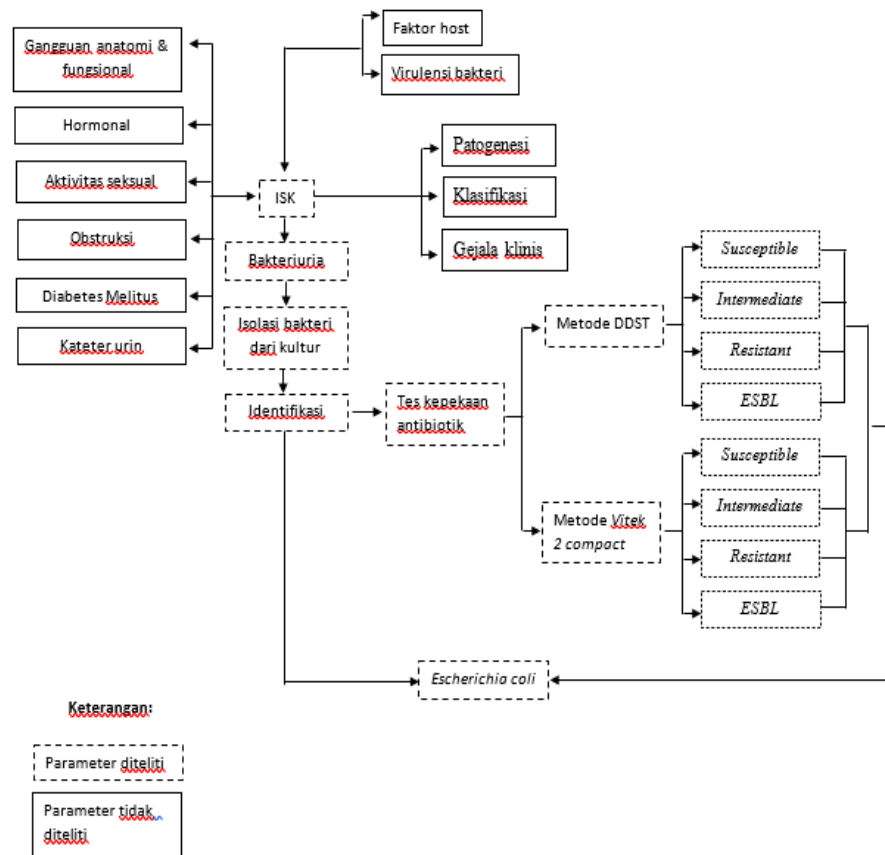 Faktor host
Virulensi bakteri
Gangguan anatomi &
fungsional
Hormonal
Aktivitas seksual
Obstruksi
Diabetes Melitus
Kateter urin
ISK
Patogenesi
Klasifikasi
Gejala klinis
Bakteriuria
Isolasi bakteri
dari kultur
Identifikasi
Tes kepekaan
antibiotik
Metode DDST
Susceptible
Intermediate
Resistant
ESBL
Metode Vitek
2 compact
Susceptible
Intermediate
Resistant
ESBL
Escherichia coli
Keterangan:
Parameter diteliti
Parameter tidak
diteliti